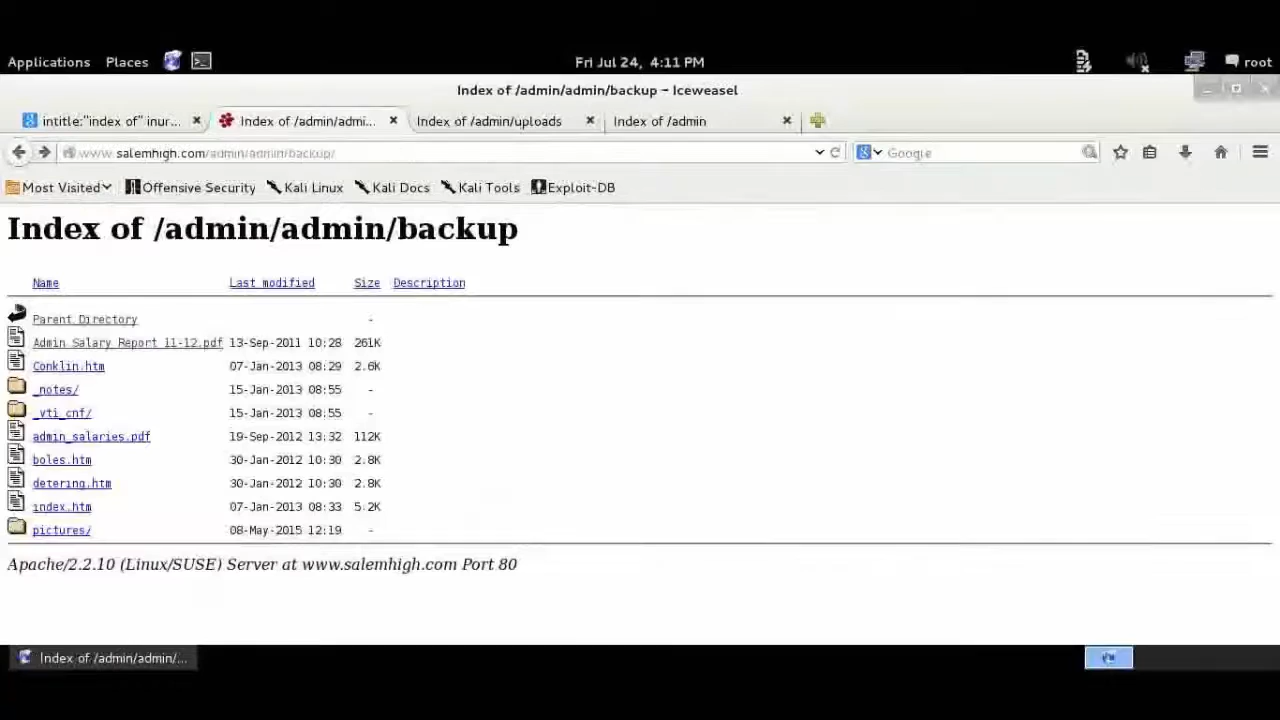 Applications Places Fri Jul 24, 4:11 PM root
Index of /admin/admin/backup - Iceweasel
intitle:"index of" inur... Index of /admin/admi... Index of /admin/uploads Index of /admin
www.salemhigh.com/admin/admin/backup/ Google
Most Visited Offensive Security Kali Linux Kali Docs Kali Tools Exploit-DB
Index of /admin/admin/backup
Name Last modified Size Description
Parent Directory -
Admin Salary Report 11-12.pdf 13-Sep-2011 10:28 261K
Conklin.htm 07-Jan-2013 08:29 2.6K
_notes/ 15-Jan-2013 08:55 -
_vti_cnf/ 15-Jan-2013 08:55 -
admin_salaries.pdf 19-Sep-2012 13:32 112K
boles.htm 30-Jan-2012 10:30 2.8K
detering.htm 30-Jan-2012 10:30 2.8K
index.htm 07-Jan-2013 08:33 5.2K
pictures/ 08-May-2015 12:19 -
Apache/2.2.10 (Linux/SUSE) Server at www.salemhigh.com Port 80
Index of /admin/admin/...